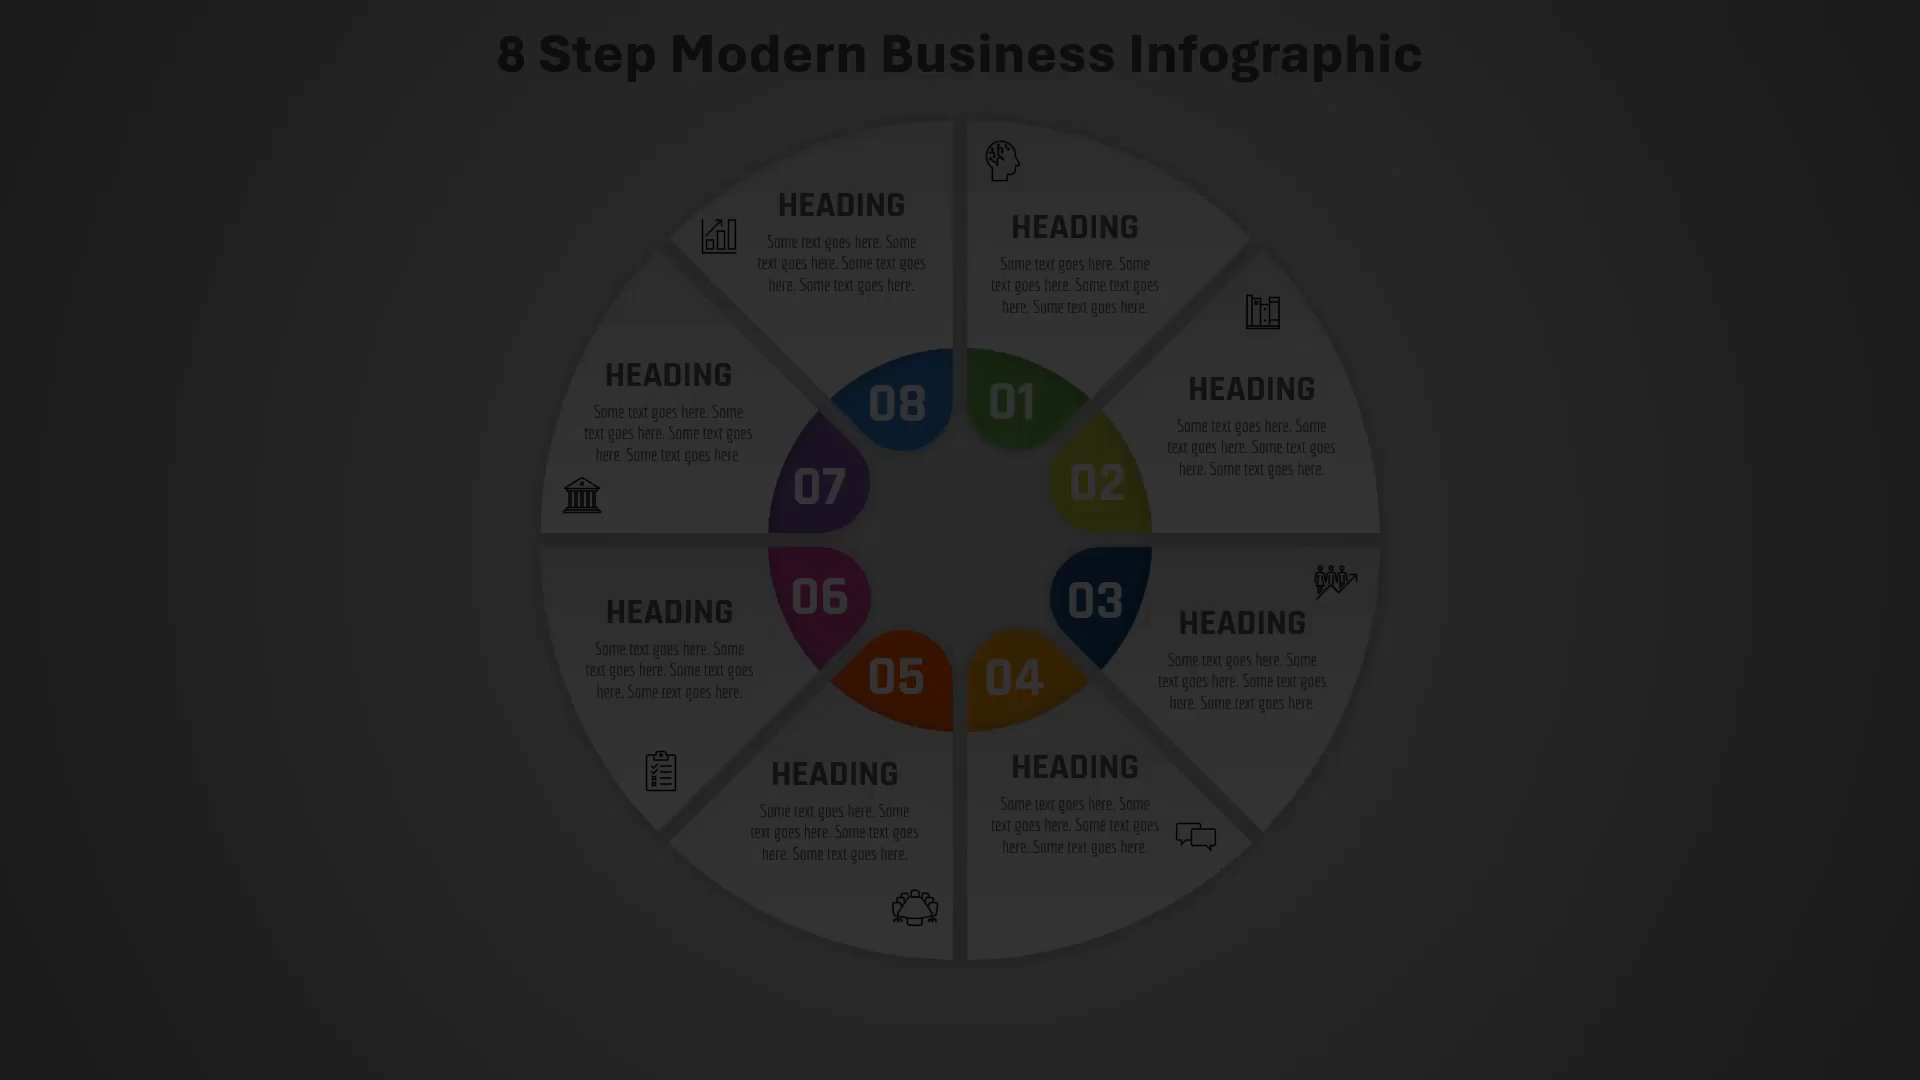 8 Step Modern Business Infographic
HEADING
Some text goes here. Some
text goes here. Some text goes
here. Some text goes here.
01
HEADING
Some text goes here. Some
text goes here. Some text goes
here. Some text goes here.
02
HEADING
Some text goes here. Some
text goes here. Some text goes
here. Some text goes here.
03
HEADING
Some text goes here. Some
text goes here. Some text goes
here. Some text goes here.
04
HEADING
Some text goes here. Some
text goes here. Some text goes
here. Some text goes here.
05
HEADING
Some text goes here. Some
text goes here. Some text goes
here. Some text goes here.
06
HEADING
Some text goes here. Some
text goes here. Some text goes
here. Some text goes here.
07
HEADING
Some text goes here. Some
text goes here. Some text goes
here. Some text goes here.
08